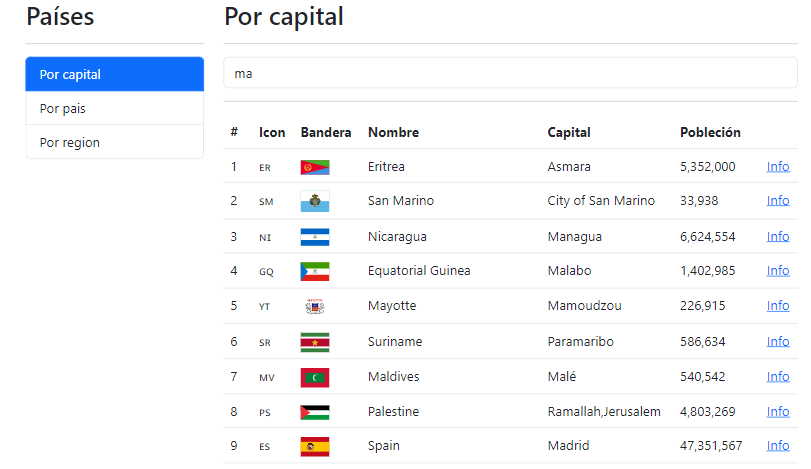 Países
Por capital
Por pais
Por region
Por capital
ma
# Icon Bandera Nombre Capital Pobleción
1 ER Eritrea Asmara 5,352,000 Info
2 SM San Marino City of San Marino 33,938 Info
3 NI Nicaragua Managua 6,624,554 Info
4 GQ Equatorial Guinea Malabo 1,402,985 Info
5 YT Mayotte Mamoudzou 226,915 Info
6 SR Suriname Paramaribo 586,634 Info
7 MV Maldives Malé 540,542 Info
8 PS Palestine Ramallah,Jerusalem 4,803,269 Info
9 ES Spain Madrid 47,351,567 Info